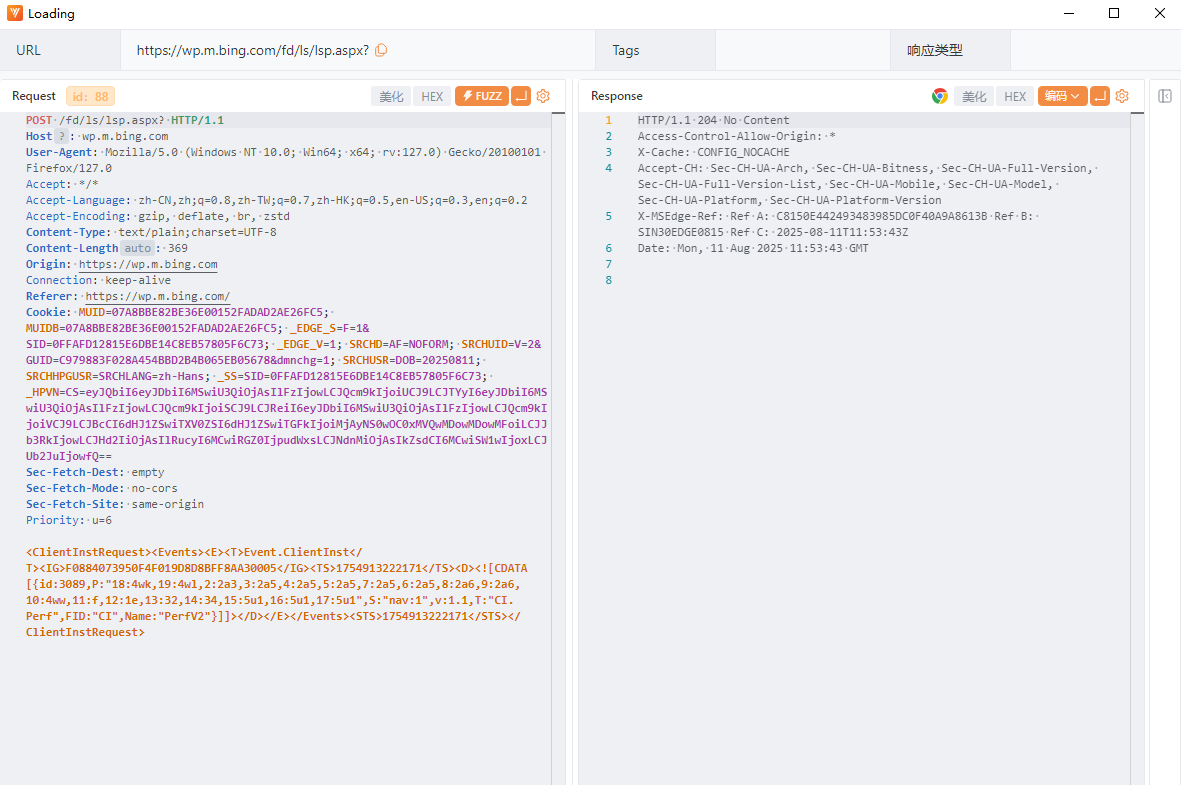 Loading
URL
https://wp.m.bing.com/fd/ls/lsp.aspx?
Tags
响应类型
Request
id: 88
美化
HEX
FUZZ
POST /fd/ls/lsp.aspx? HTTP/1.1
Host ? : wp.m.bing.com
User-Agent: Mozilla/5.0 (Windows NT 10.0; Win64; x64; rv:127.0) Gecko/20100101
Firefox/127.0
Accept: */*
Accept-Language: zh-CN,zh;q=0.8,zh-TW;q=0.7,zh-HK;q=0.5,en-US;q=0.3,en;q=0.2
Accept-Encoding: gzip, deflate, br, zstd
Content-Type: text/plain;charset=UTF-8
Content-Length auto : 369
Origin: https://wp.m.bing.com
Connection: keep-alive
Referer: https://wp.m.bing.com/
Cookie: MUID=07A8BBE82BE36E00152FADAD2AE26FC5;
MUIDB=07A8BBE82BE36E00152FADAD2AE26FC5; _EDGE_S=F=1&
SID=0FFAFD12815E6DBE14C8EB57805F6C73; _EDGE_V=1; SRCHD=AF=NOFORM; SRCHUID=V=2&
GUID=C979883F028A454BBD2B4B065EB05678&dmnchg=1; SRCHUSR=DOB=20250811;
SRCHHPGUSR=SRCHLANG=zh-Hans; _SS=SID=0FFAFD12815E6DBE14C8EB57805F6C73;
_HPVN=CS=eyJQbiI6eyJDbiI6MSwiU3QiOjAsIlFzIjowLCJQcm9kIjoiUCJ9LCJTYyI6eyJDbiI6MS
wiU3QiOjAsIlFzIjowLCJQcm9kIjoiSCJ9LCJReiI6eyJDbiI6MSwiU3QiOjAsIlFzIjowLCJQcm9kI
joiVCJ9LCJBcCI6dHJ1ZSwiTXV0ZSI6dHJ1ZSwiTGFkIjoiMjAyNS0wOC0xMVQwMDowMDowMFoiLCJJ
b3RkIjowLCJHd2IiOjAsIlRucyI6MCwiRGZ0IjpudWxsLCJNdnMiOjAsIkZsdCI6MCwiSW1wIjoxLCJ
Ub2JuIjowfQ==
Sec-Fetch-Dest: empty
Sec-Fetch-Mode: no-cors
Sec-Fetch-Site: same-origin
Priority: u=6
<ClientInstRequest><Events><E><T>Event.ClientInst</
T><IG>F0884073950F4F019D8D8BFF8AA30005</IG><TS>1754913222171</TS><D><![CDATA
[{id:3089,P:"18:4wk,19:4wl,2:2a3,3:2a5,4:2a5,5:2a5,7:2a5,6:2a5,8:2a6,9:2a6,
10:4ww,11:f,12:1e,13:32,14:34,15:5u1,16:5u1,17:5u1",S:"nav:1",v:1.1,T:"CI.
Perf",FID:"CI",Name:"PerfV2"}]]></D></E></Events><STS>1754913222171</STS></
ClientInstRequest>
Response
美化
HEX
编码
1 HTTP/1.1 204 No Content
2 Access-Control-Allow-Origin: *
3 X-Cache: CONFIG_NOCACHE
4 Accept-CH: Sec-CH-UA-Arch, Sec-CH-UA-Bitness, Sec-CH-UA-Full-Version,
Sec-CH-UA-Full-Version-List, Sec-CH-UA-Mobile, Sec-CH-UA-Model,
Sec-CH-UA-Platform, Sec-CH-UA-Platform-Version
5 X-MSEdge-Ref: Ref A: C8150E442493483985DC0F40A9A8613B Ref B:
SIN30EDGE0815 Ref C: 2025-08-11T11:53:43Z
6 Date: Mon, 11 Aug 2025 11:53:43 GMT
7
8